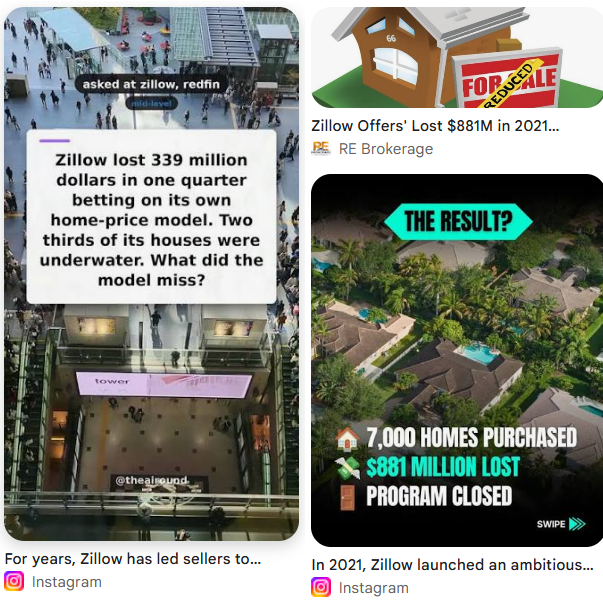 asked at zillow, redfin
mid-level
Zillow lost 339 million
dollars in one quarter
betting on its own
home-price model. Two
thirds of its houses were
underwater. What did the
model miss?
tower
@theairound
For years, Zillow has led sellers to...
Instagram
66
FOR SALE
REDUCED
Zillow Offers' Lost $881M in 2021...
RE
RE Brokerage
THE RESULT?
7,000 HOMES PURCHASED
$881 MILLION LOST
PROGRAM CLOSED
SWIPE
In 2021, Zillow launched an ambitious...
Instagram